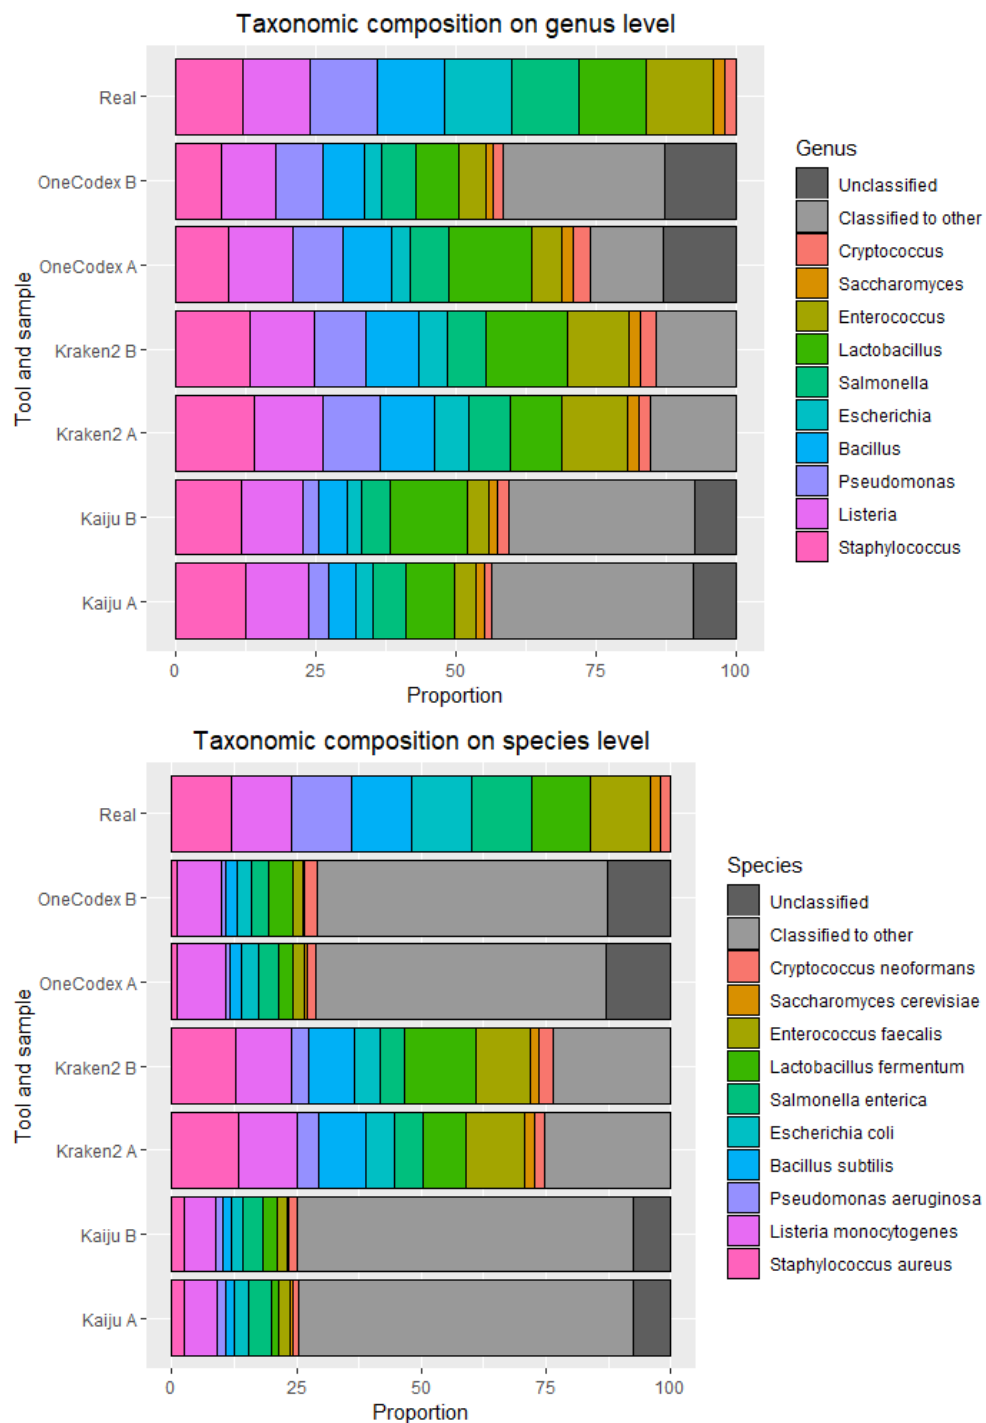 Taxonomic composition on genus level
Tool and sample
Real
OneCodex B
OneCodex A
Kraken2 B
Kraken2 A
Kaiju B
Kaiju A
0 25 50 75 100
Proportion
Genus
Unclassified
Classified to other
Cryptococcus
Saccharomyces
Enterococcus
Lactobacillus
Salmonella
Escherichia
Bacillus
Pseudomonas
Listeria
Staphylococcus
Taxonomic composition on species level
Tool and sample
Real
OneCodex B
OneCodex A
Kraken2 B
Kraken2 A
Kaiju B
Kaiju A
0 25 50 75 100
Proportion
Species
Unclassified
Classified to other
Cryptococcus neoformans
Saccharomyces cerevisiae
Enterococcus faecalis
Lactobacillus fermentum
Salmonella enterica
Escherichia coli
Bacillus subtilis
Pseudomonas aeruginosa
Listeria monocytogenes
Staphylococcus aureus